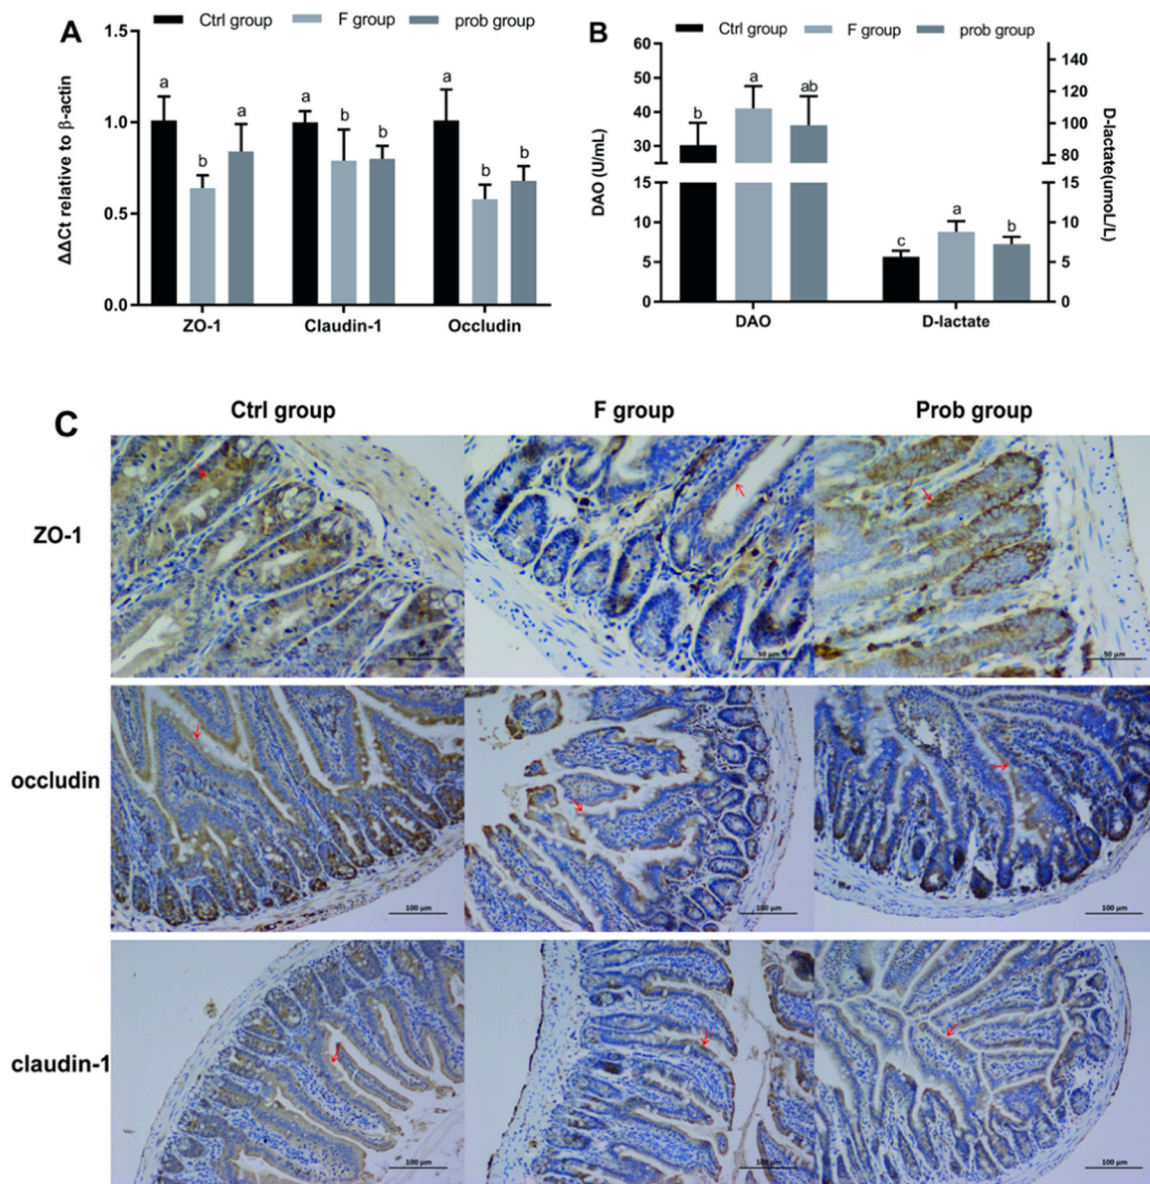 A
Ctrl group F group prob group
ΔΔCt relative to β-actin
1.5
1.0
0.5
0.0
a b a
a b b
a b b
ZO-1 Claudin-1 Occludin
B
Ctrl group F group prob group
DAO (U/mL)
60
50
40
30
15
10
5
0
b a ab
c a b
D-lactate(umoL/L)
140
120
100
80
15
10
5
0
DAO D-lactate
C
Ctrl group F group Prob group
ZO-1
50 μm 50 μm 50 μm
occludin
100 μm 100 μm 100 μm
claudin-1
100 μm 100 μm 100 μm